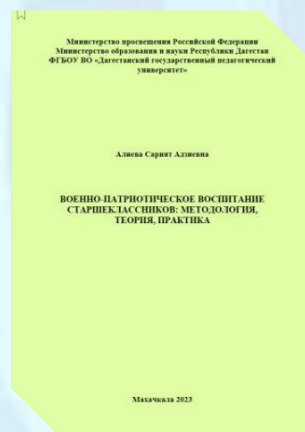 Министерство просвещения Российской Федерации
Министерство образования и науки Республики Дагестан
ФГБОУ ВО «Дагестанский государственный педагогический
университет»
Алиева Сарият Адзиевна
ВОЕННО-ПАТРИОТИЧЕСКОЕ ВОСПИТАНИЕ
СТАРШЕКЛАССНИКОВ: МЕТОДОЛОГИЯ,
ТЕОРИЯ, ПРАКТИКА
Махачкала 2023